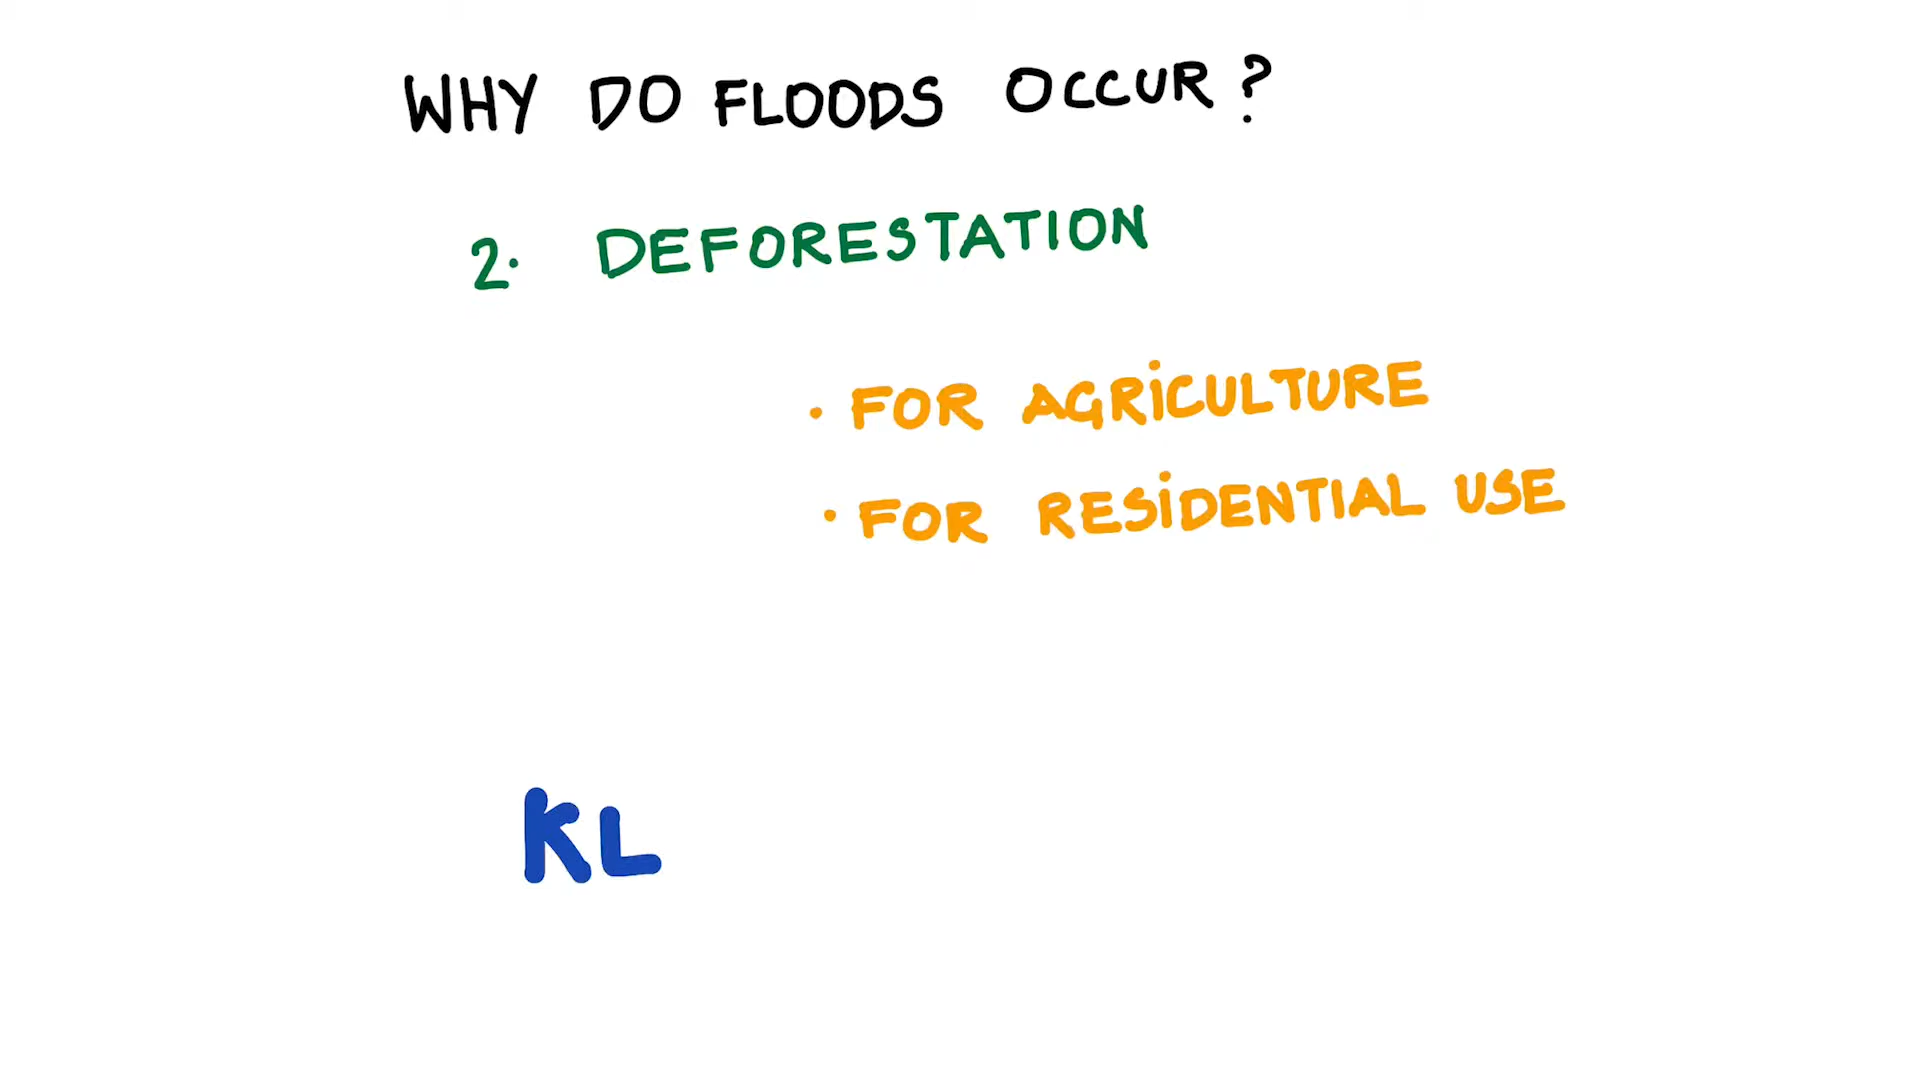 WHY DO FLOODS OCCUR?
2. DEFORESTATION
• FOR AGRICULTURE
• FOR RESIDENTIAL USE
KL